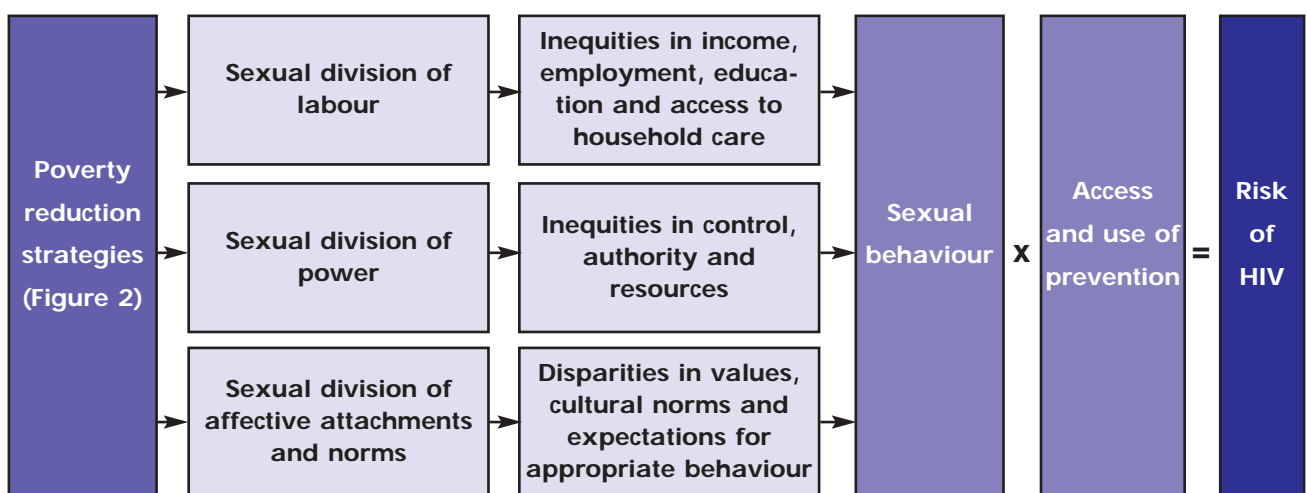 Poverty
reduction
strategies
(Figure 2)
Sexual division of
labour
Inequities in income,
employment, educa-
tion and access to
household care
Sexual division of
power
Inequities in control,
authority and
resources
Sexual division of
affective attachments
and norms
Disparities in values,
cultural norms and
expectations for
appropriate behaviour
Sexual
behaviour
x
Access
and use of
prevention
=
Risk
of
HIV